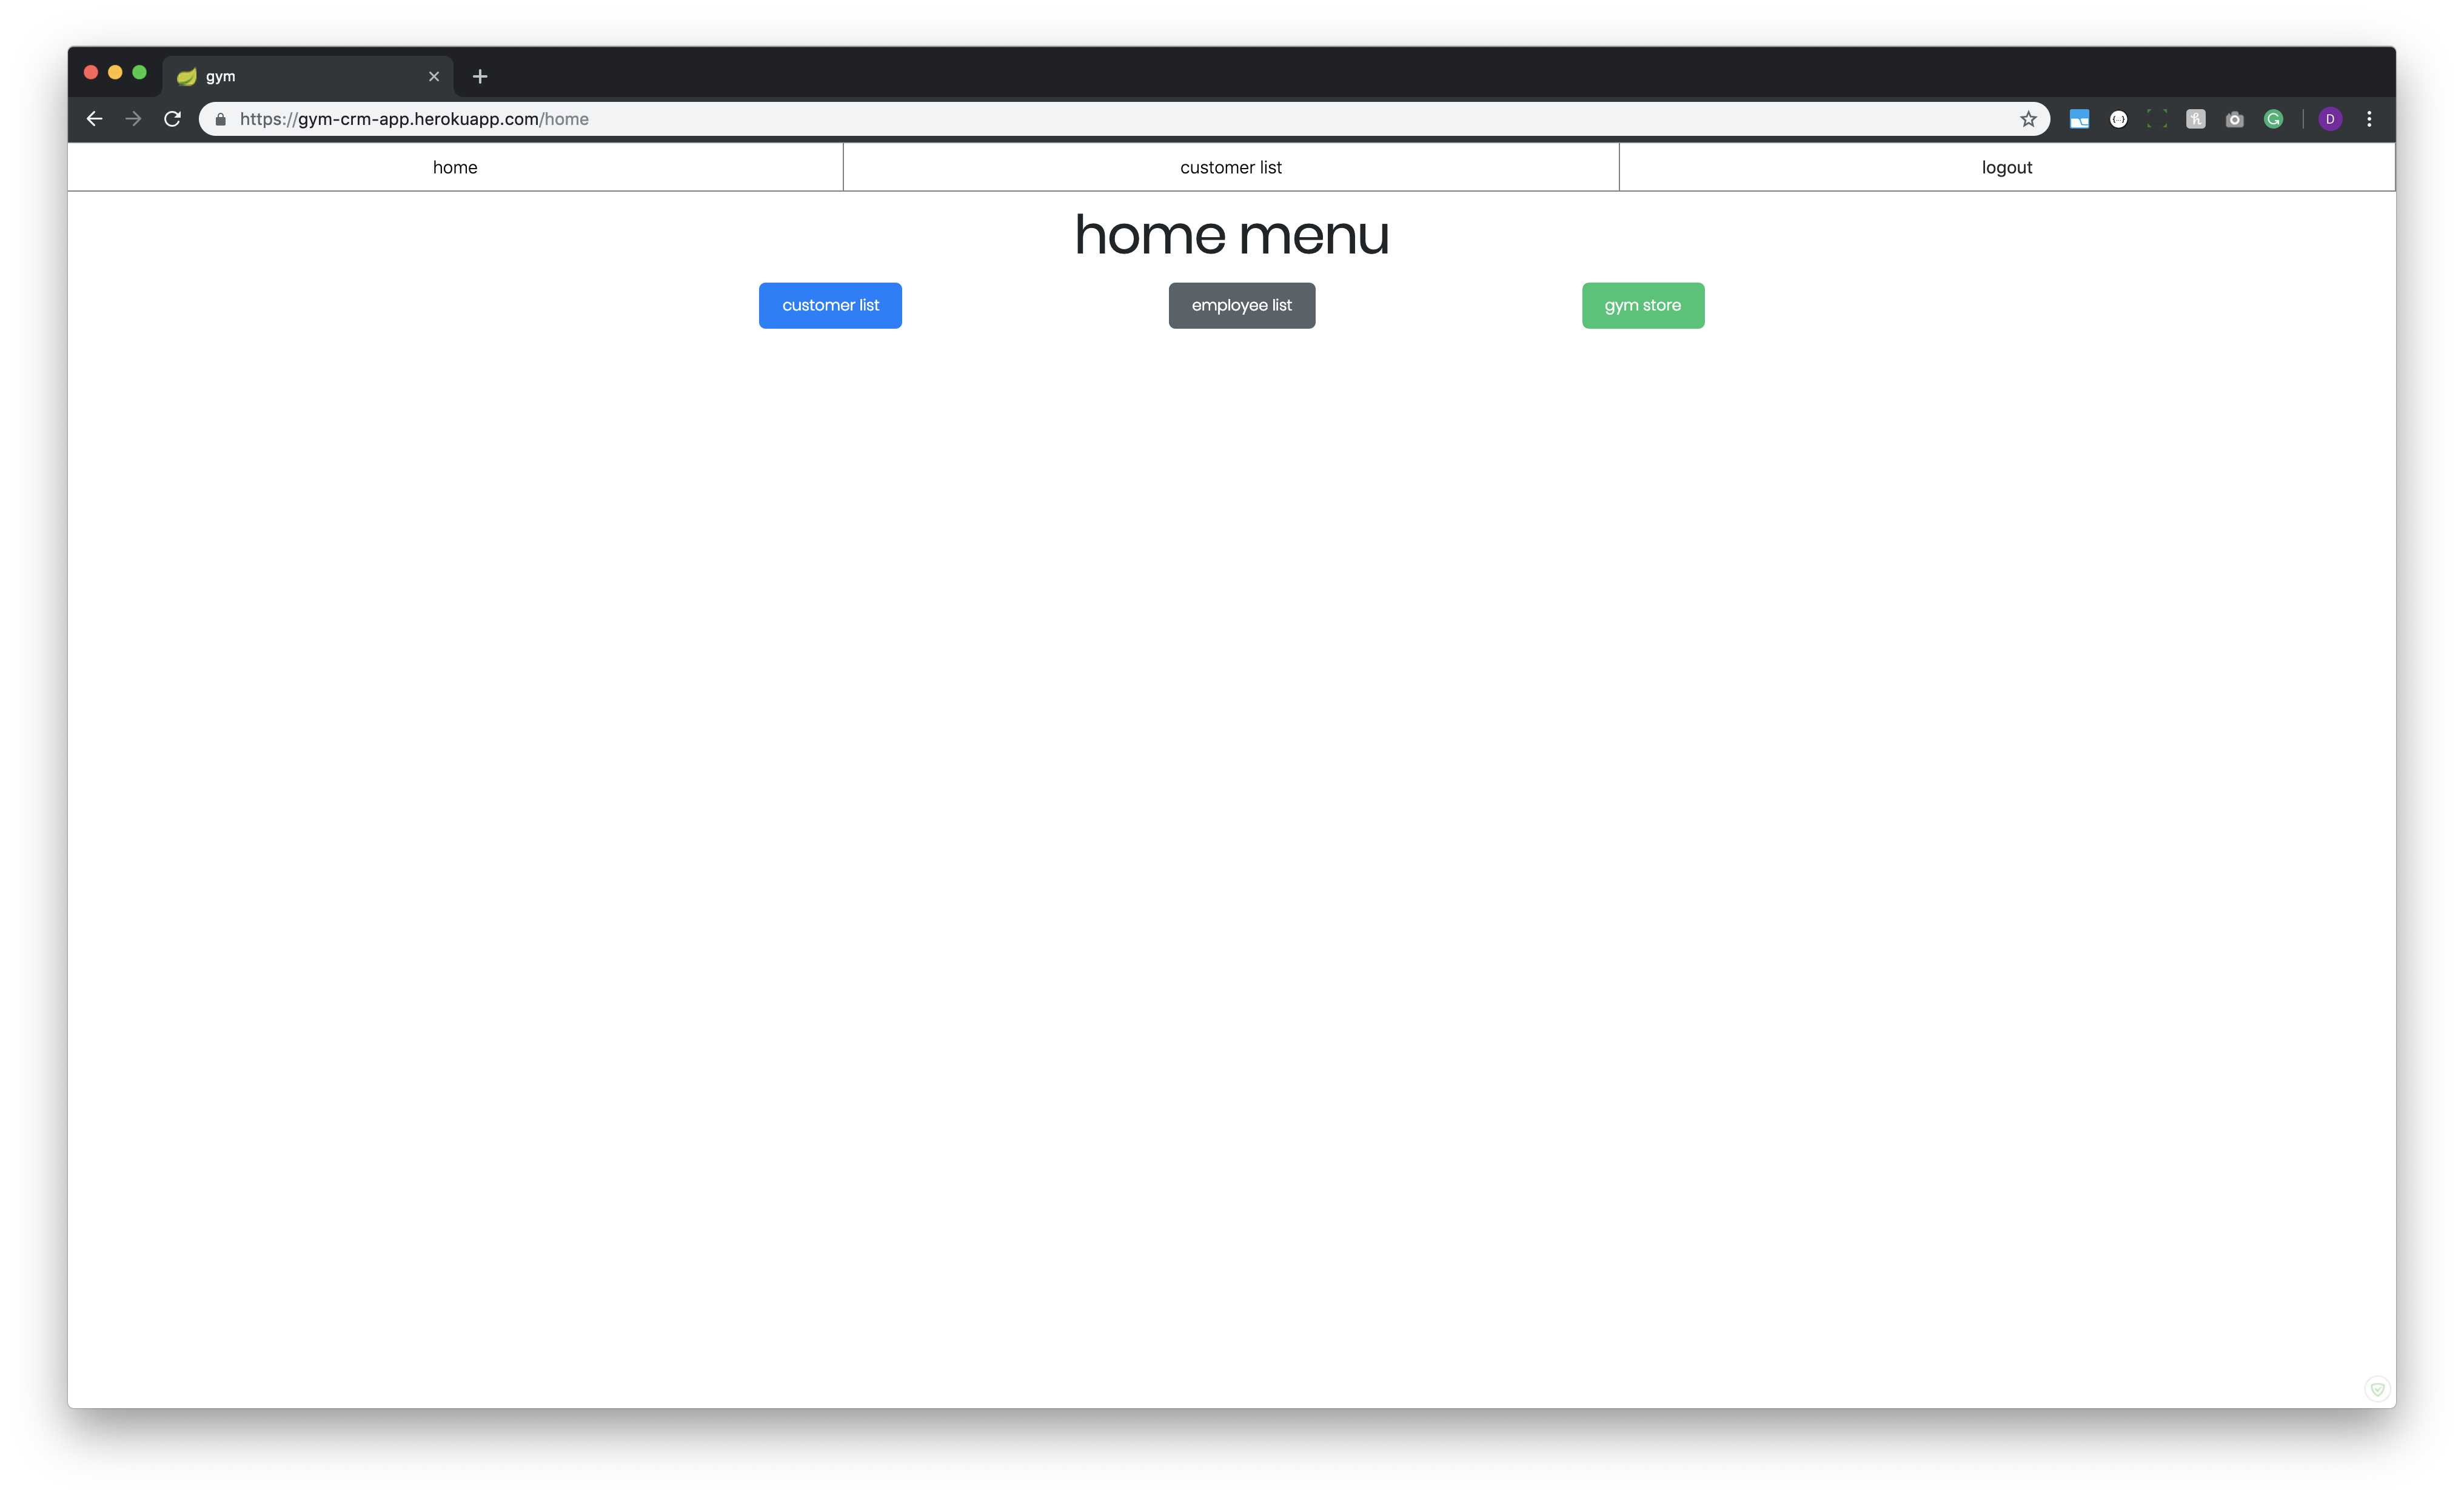 gym
https://gym-crm-app.herokuapp.com/home
D
home customer list logout
home menu
customer list employee list gym store